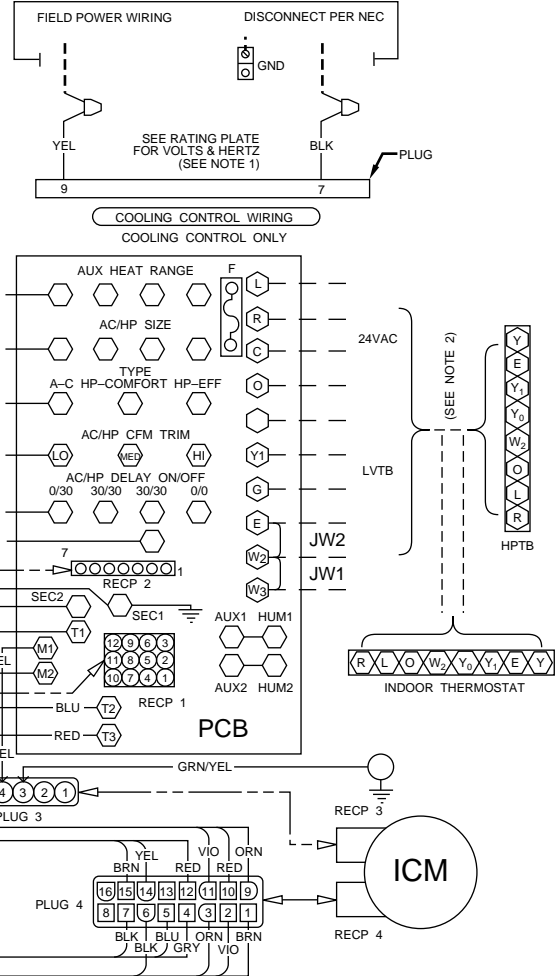 FIELD POWER WIRING DISCONNECT PER NEC
GND
YEL
SEE RATING PLATE
FOR VOLTS & HERTZ
(SEE NOTE 1)
BLK
PLUG
9 7
COOLING CONTROL WIRING
COOLING CONTROL ONLY
AUX HEAT RANGE
F
L
R
AC/HP SIZE
C
TYPE
A–C HP–COMFORT HP–EFF
O
AC/HP CFM TRIM
LO MED HI
Y1
AC/HP DELAY ON/OFF
0/30 30/30 30/30 0/0
G
E
W2
W3
JW2
JW1
24VAC
LVTB
(SEE NOTE 2)
Y
E
Y1
Y0
W2
O
L
R
HPTB
7 1
RECP 2
SEC2
SEC1
T1
AUX1 HUM1
AUX2 HUM2
M1
M2
12 9 6 3
11 8 5 2
10 7 4 1
RECP 1
BLU T2
RED T3
PCB
R L O W2 Y0 Y1 E Y
INDOOR THERMOSTAT
EL
EL
GRN/YEL
4 3 2 1
PLUG 3
RECP 3
ICM
RECP 4
BRN YEL RED VIO RED ORN
PLUG 4
16 15 14 13 12 11 10 9
8 7 6 5 4 3 2 1
BLK BLK BLU GRY ORN VIO BRN